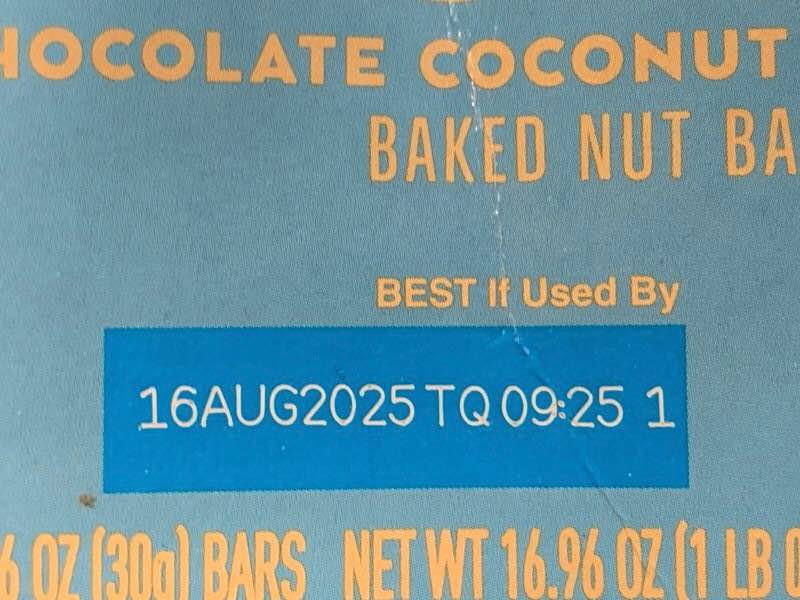 HOCOLATE COCONUT
BAKED NUT BA
BEST If Used By
16AUG2025 TQ 09:25 1
6 OZ (30g) BARS NET WT 16.96 OZ (1 LB 0